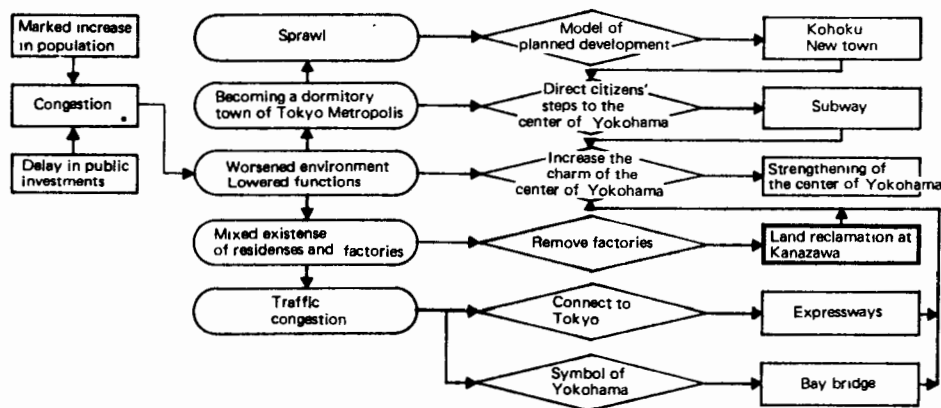 Marked increase
in population
Congestion
Delay in public
investments
Sprawl
Becoming a dormitory
town of Tokyo Metropolis
Worsened environment
Lowered functions
Mixed existense
of residenses and factories
Traffic
congestion
Model of
planned development
Direct citizens'
steps to the
center of Yokohama
Increase the
charm of the
center of Yokohama
Remove factories
Connect to
Tokyo
Symbol of
Yokohama
Kohoku
New town
Subway
Strengthening of
the center of Yokohama
Land reclamation at
Kanazawa
Expressways
Bay bridge